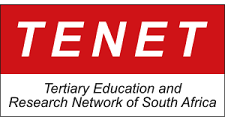 TENET
Tertiary Education and
Research Network of South Africa